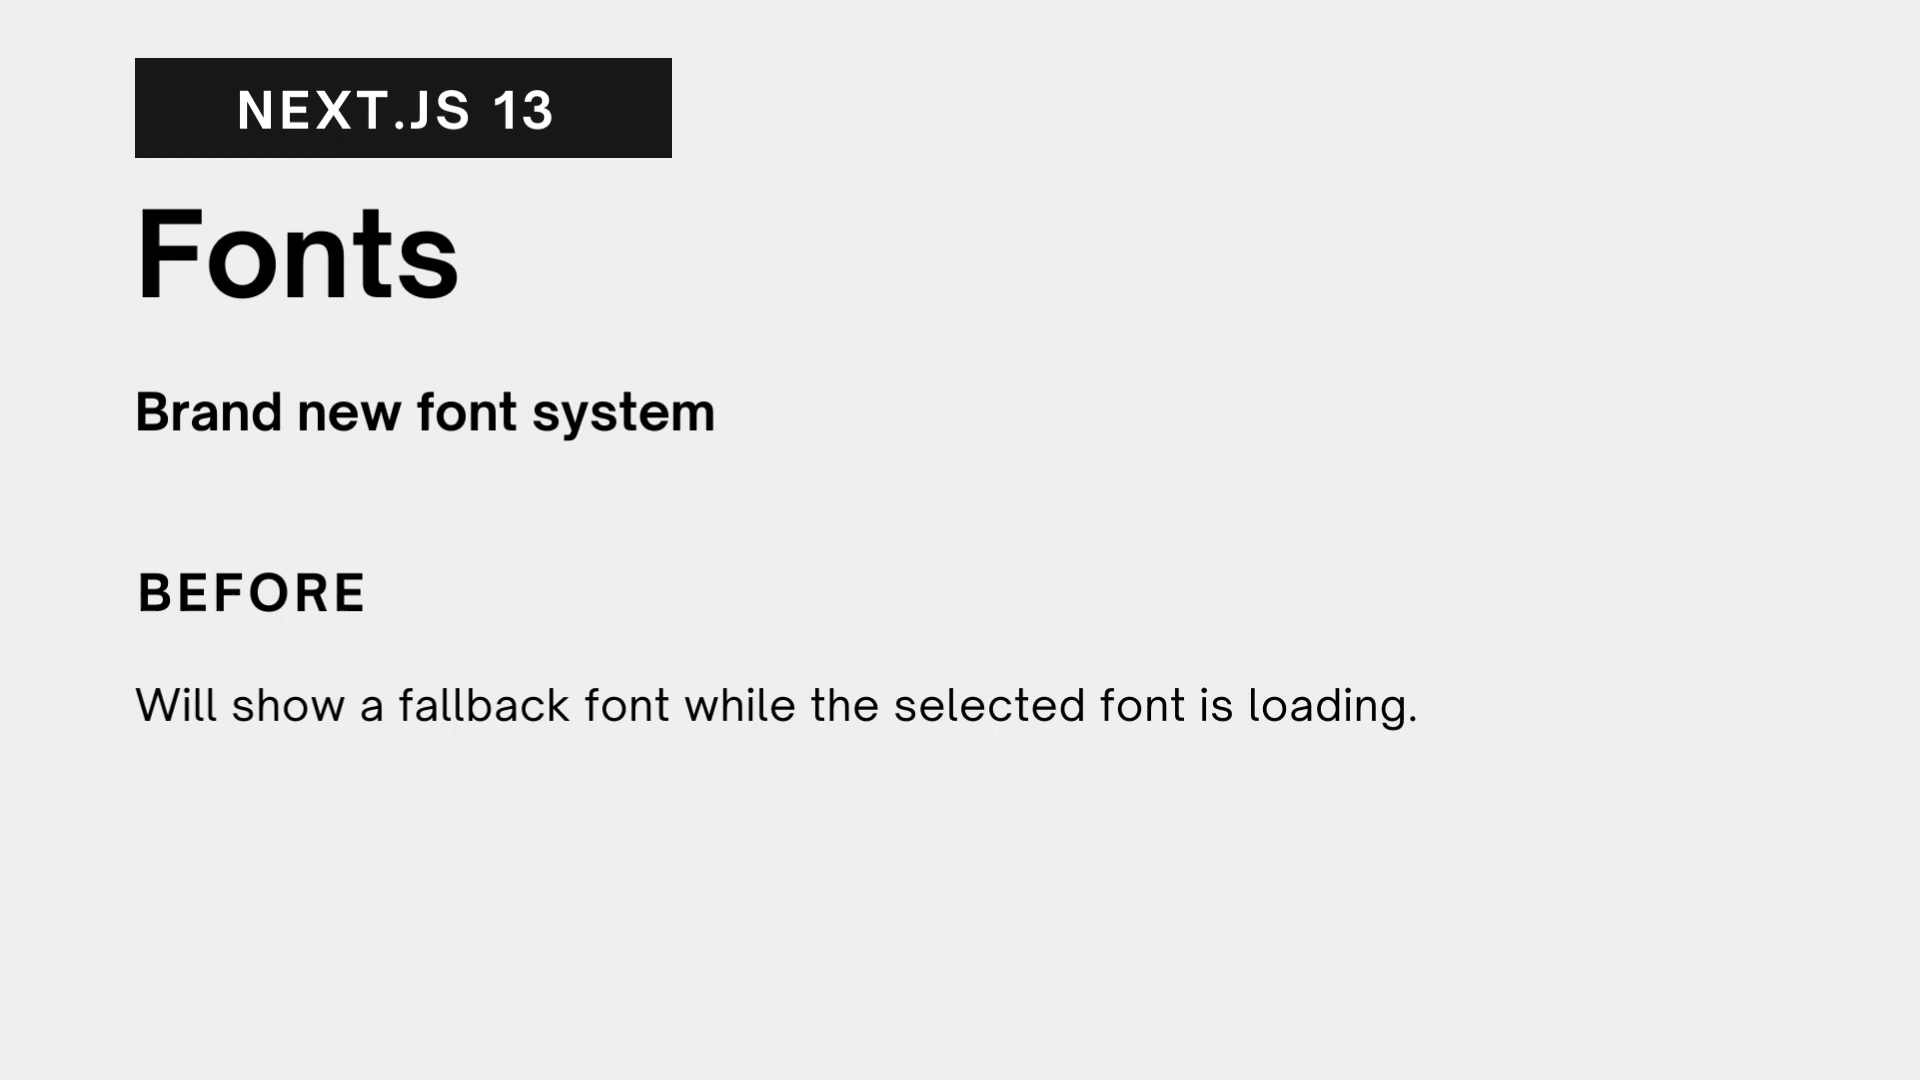 NEXT.JS 13
Fonts
Brand new font system
BEFORE
Will show a fallback font while the selected font is loading.